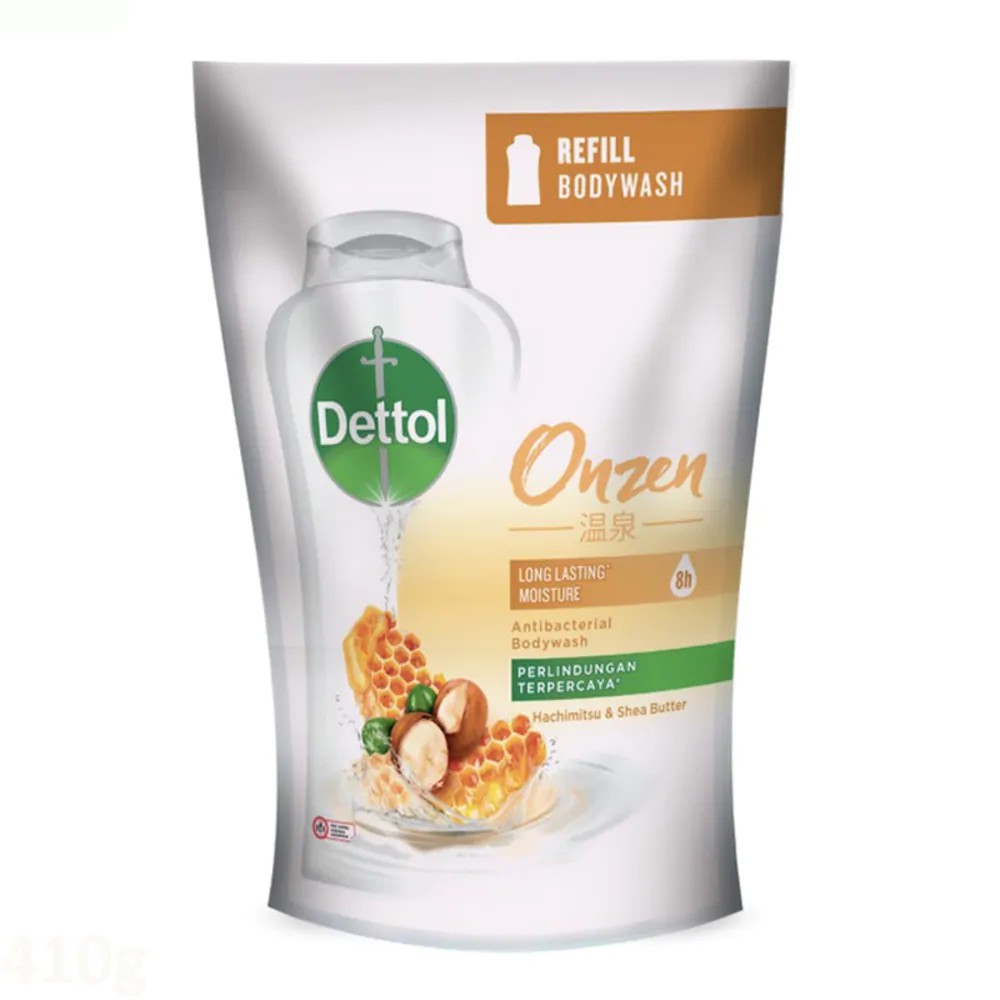 REFILL
BODYWASH
Dettol
Onzen
温泉
LONG LASTING*
MOISTURE
8h
Antibacterial
Bodywash
PERLINDUNGAN
TERPERCAYA*
Hachimitsu & Shea Butter
410g